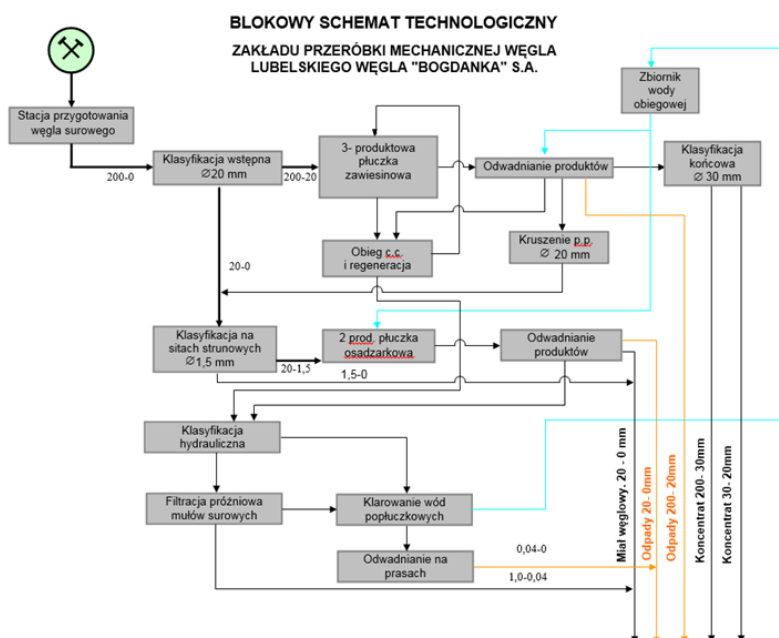 BLOKOWY SCHEMAT TECHNOLOGICZNY
ZAKŁADU PRZERÓBKI MECHANICZNEJ WĘGLA
LUBELSKIEGO WĘGLA "BOGDANKA" S.A.
Zbiornik
wody
obiegowej
Stacja przygotowania
węgla surowego
Klasyfikacja wstępna
∅20 mm
200-0
200-20
3- produktowa
płuczka
zawiesinowa
Odwadnianie produktów
Klasyfikacja
końcowa
∅ 30 mm
Obieg c.c.
i regeneracja
Kruszenie p.p.
∅ 20 mm
20-0
Klasyfikacja na
sitach strunowych
∅1,5 mm
20-1,5
2 prod. płuczka
osadzarkowa
Odwadnianie
produktów
1,5-0
Klasyfikacja
hydrauliczna
Filtracja próżniowa
mułów surowych
Klarowanie wód
popłuczkowych
Odwadnianie na
prasach
0,04-0
1,0-0,04
Miał węglowy. 20 - 0 mm
Odpady 20- 0mm
Odpady 200- 20mm
Koncentrat 200- 30mm
Koncentrat 30- 20mm